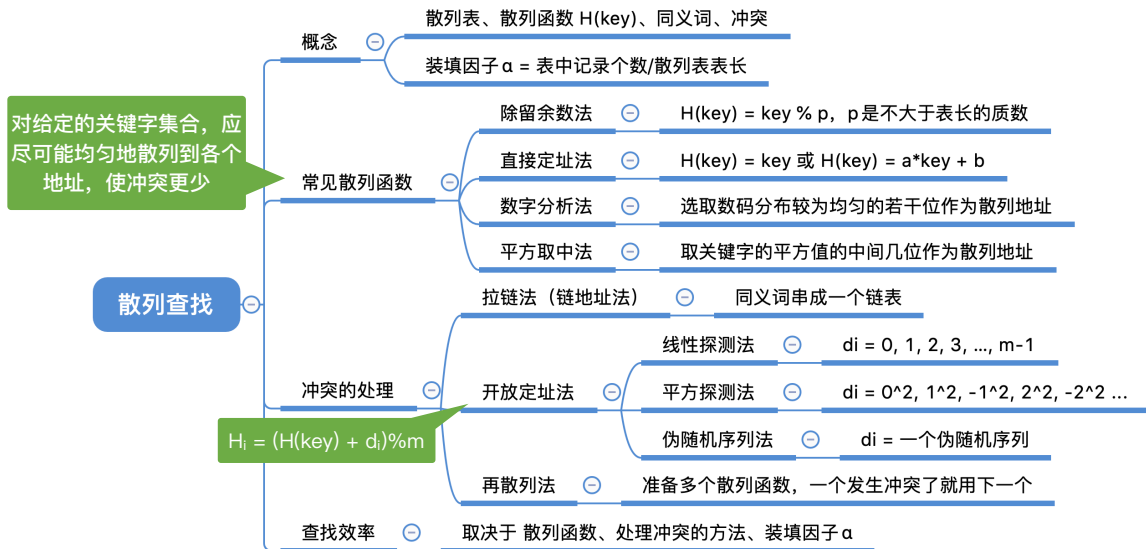 散列表、散列函数 H(key)、同义词、冲突
概念
装填因子α = 表中记录个数/散列表表长
对给定的关键字集合，应
尽可能均匀地散列到各个
地址，使冲突更少
除留余数法
H(key) = key % p，p是不大于表长的质数
直接定址法
H(key) = key 或 H(key) = a*key + b
常见散列函数
数字分析法
选取数码分布较为均匀的若干位作为散列地址
平方取中法
取关键字的平方值的中间几位作为散列地址
散列查找
拉链法（链地址法）
同义词串成一个链表
线性探测法
di = 0, 1, 2, 3, ..., m-1
冲突的处理
开放定址法
平方探测法
di = 0^2, 1^2, -1^2, 2^2, -2^2 ...
Hᵢ = (H(key) + dᵢ)%m
伪随机序列法
di = 一个伪随机序列
再散列法
准备多个散列函数，一个发生冲突了就用下一个
查找效率
取决于 散列函数、处理冲突的方法、装填因子α